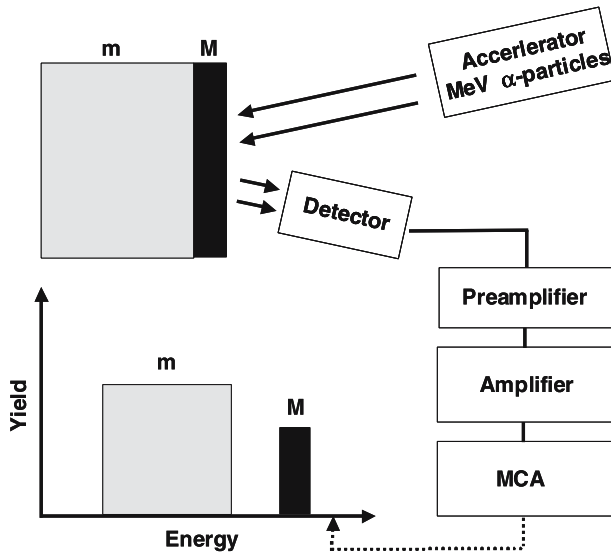 m
M
Accerlerator
MeV α-particles
Detector
Preamplifier
Amplifier
MCA
m
M
Yield
Energy